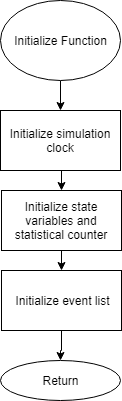 Initialize Function
Initialize simulation
clock
Initialize state
variables and
statistical counter
Initialize event list
Return